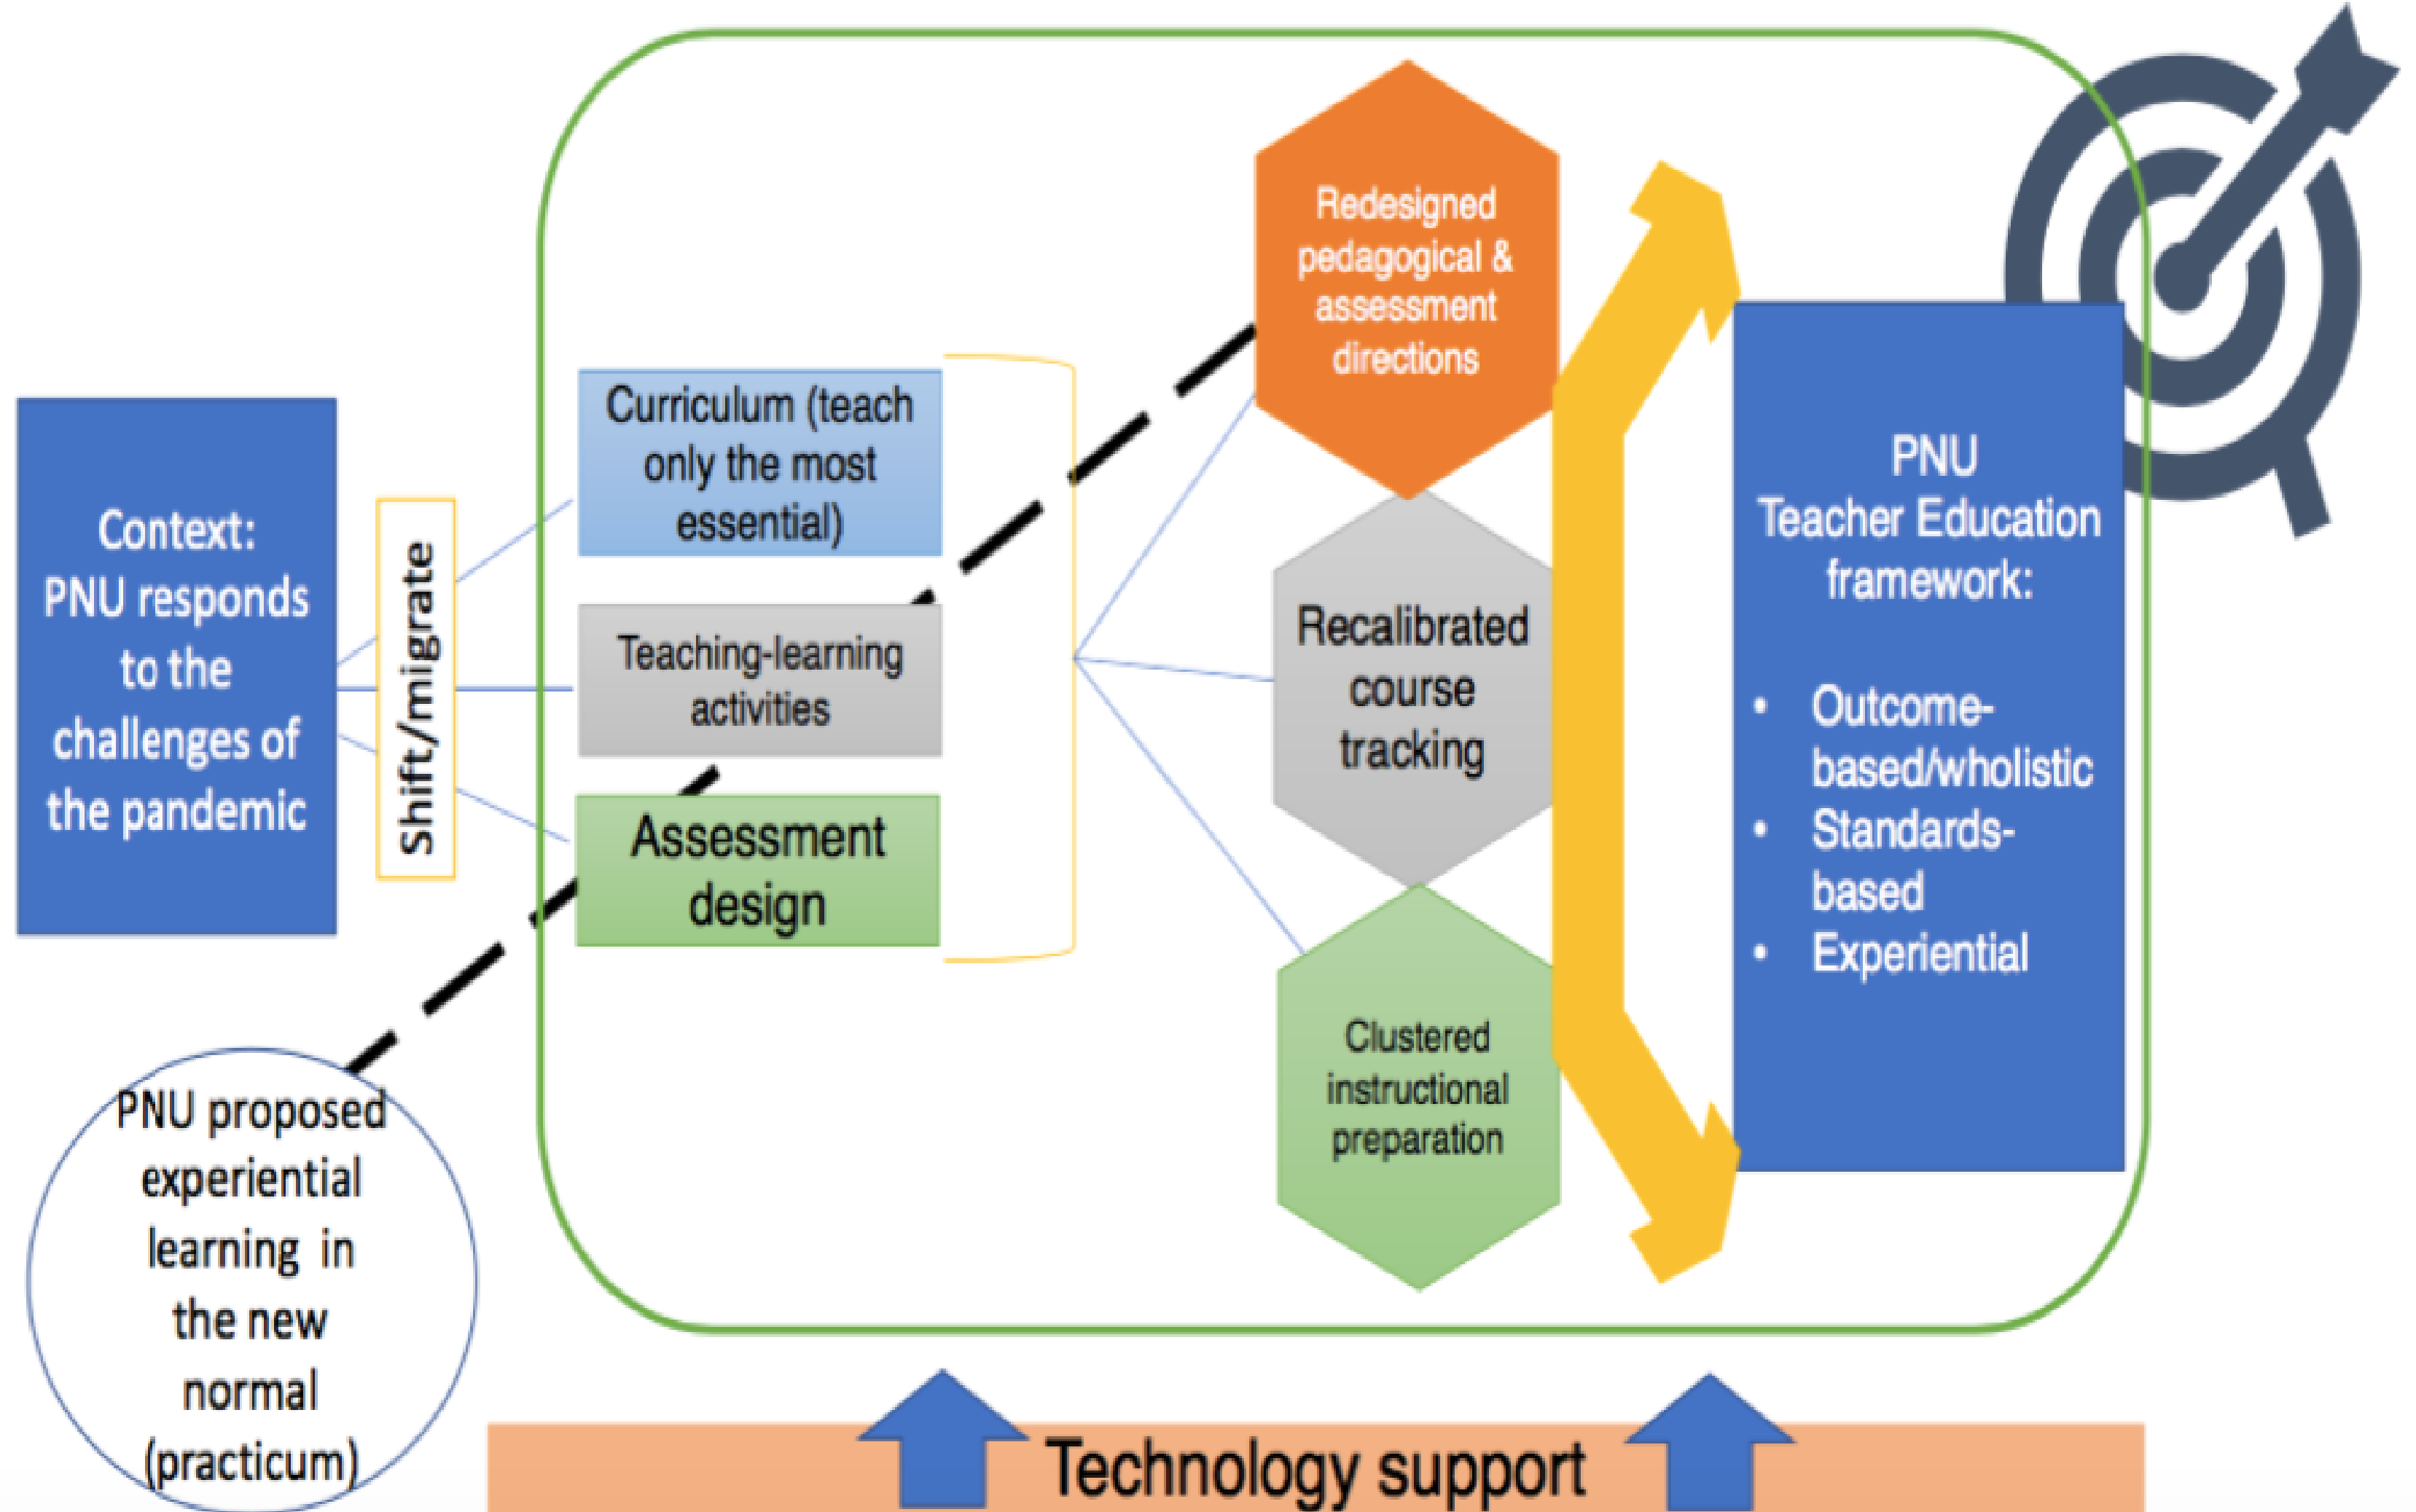 Context:
PNU responds
to the
challenges of
the pandemic
Shift/migrate
Curriculum (teach
only the most
essential)
Teaching-learning
activities
Assessment
design
Redesigned
pedagogical &
assessment
directions
Recalibrated
course
tracking
Clustered
instructional
preparation
PNU
Teacher Education
framework:
• Outcome-
based/wholistic
• Standards-
based
• Experiential
PNU proposed
experiential
learning in
the new
normal
(practicum)
Technology support